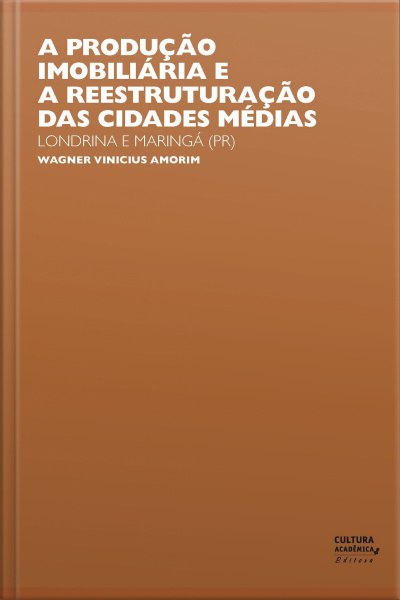 A PRODUÇÃO
IMOBILIÁRIA E
A REESTRUTURAÇÃO
DAS CIDADES MÉDIAS
LONDRINA E MARINGÁ (PR)
WAGNER VINICIUS AMORIM
CULTURA
ACADÊMICA
Editora